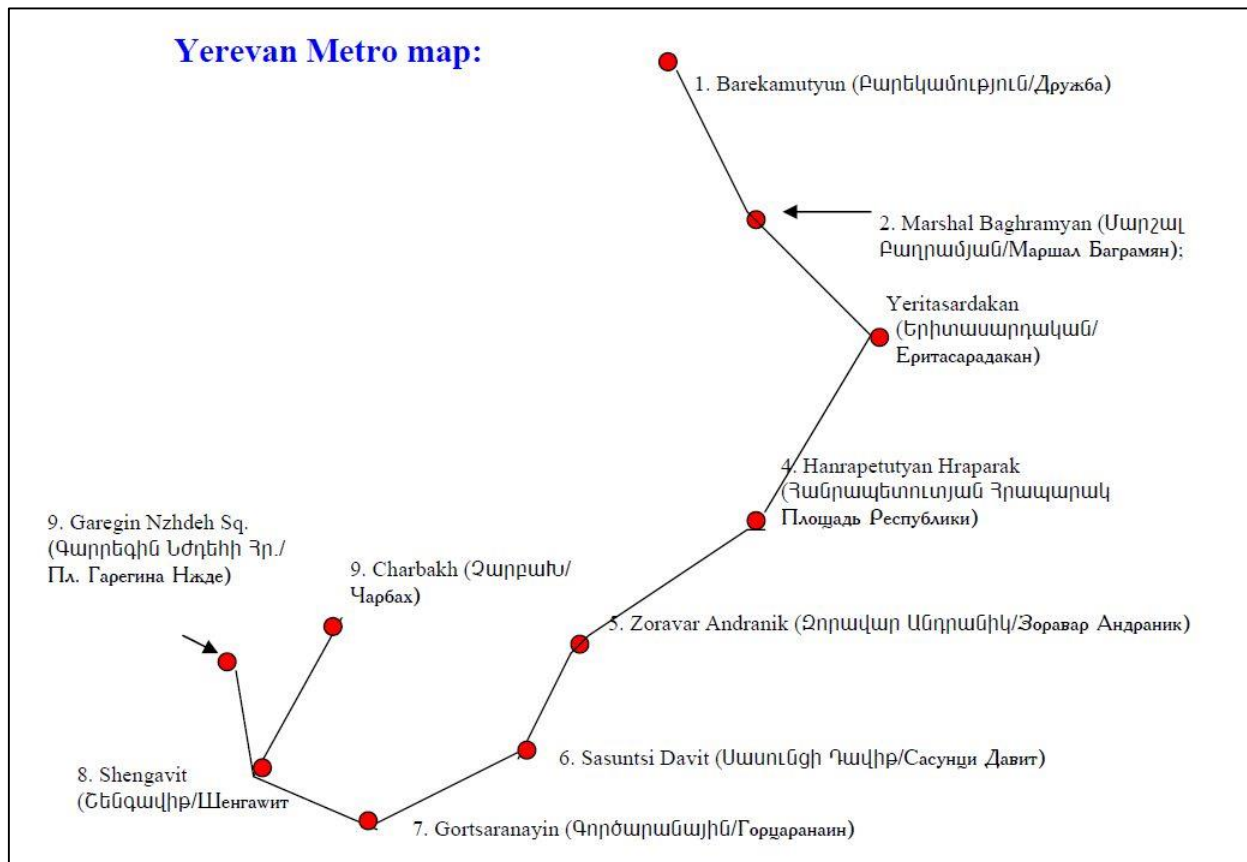 Yerevan Metro map:
1. Barekamutyun (Բարեկամություն/Дружба)
2. Marshal Baghramyan (Մարշալ
Բաղրամյան/Маршал Баграмян);
Yeritasardakan
(Երիտասարդական/
Еритасарадакан)
4. Hanrapetutyan Hraparak
(Հանրապետուտյան Հրապարակ
Площадь Республики)
9. Garegin Nzhdeh Sq.
(Գարրեգին Նժդեհի Հր./
Пл. Гарегина Нжде)
9. Charbakh (Չարբախ/
Чарбах)
5. Zoravar Andranik (Զորավար Անդրանիկ/Зоравар Андраник)
6. Sasuntsi Davit (Սասունցի Դավիթ/Сасунци Давит)
8. Shengavit
(Շենգավիթ/Шенгаwит
7. Gortsaranayin (Գործարանային/Горцаранаин)